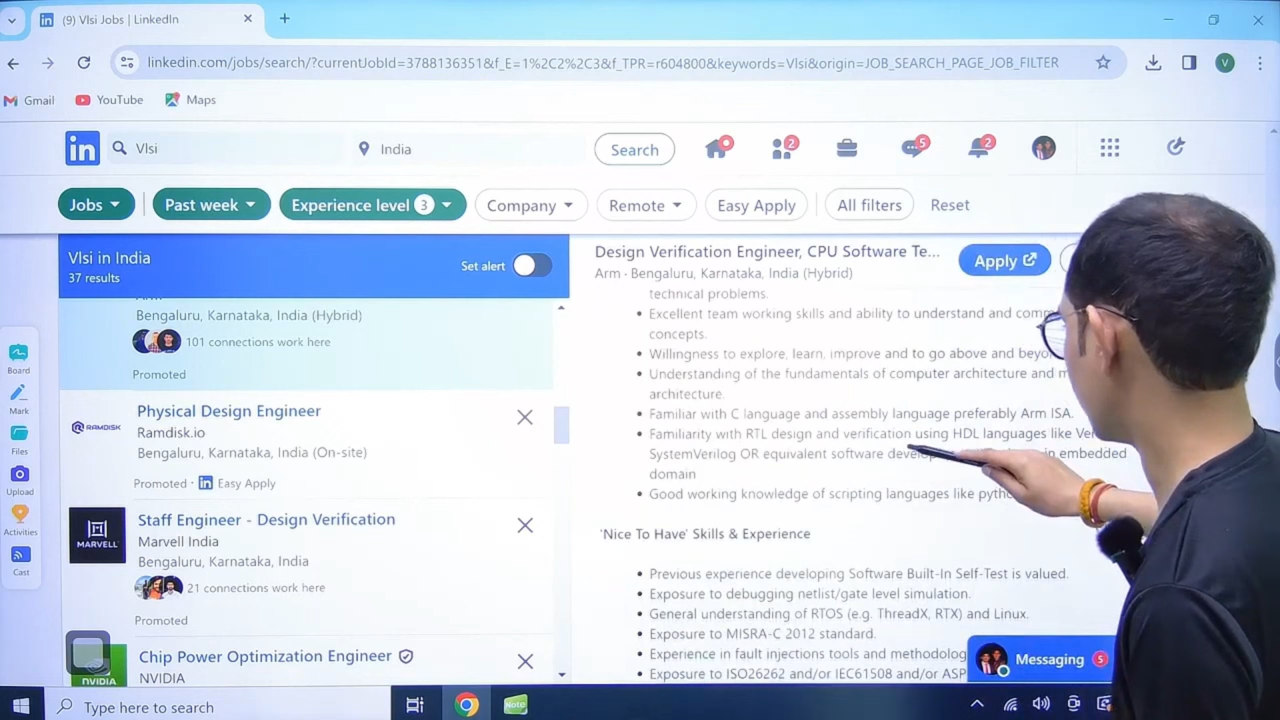 (9) Vlsi Jobs | LinkedIn
linkedin.com/jobs/search/?currentJobId=3788136351&f_E=1%2C2%2C3&f_TPR=r604800&keywords=Vlsi&origin=JOB_SEARCH_PAGE_JOB_FILTER
V
Gmail
YouTube
Maps
in
Vlsi
India
Search
2
5
2
Jobs
Past week
Experience level 3
Company
Remote
Easy Apply
All filters
Reset
Vlsi in India
37 results
Set alert
Bengaluru, Karnataka, India (Hybrid)
101 connections work here
Promoted
RAMDISK
Physical Design Engineer
Ramdisk.io
Bengaluru, Karnataka, India (On-site)
Promoted · in Easy Apply
MARVELL
Staff Engineer - Design Verification
Marvell India
Bengaluru, Karnataka, India
21 connections work here
Promoted
NVIDIA
Chip Power Optimization Engineer
NVIDIA
Design Verification Engineer, CPU Software Te...
Arm · Bengaluru, Karnataka, India (Hybrid)
Apply
technical problems.
• Excellent team working skills and ability to understand and
concepts.
• Willingness to explore, learn, improve and to go above and
• Understanding of the fundamentals of computer architecture and
architecture.
• Familiar with C language and assembly language preferably Arm ISA.
• Familiarity with RTL design and verification using HDL languages like
SystemVerilog OR equivalent software in embedded
domain
• Good working knowledge of scripting languages like
'Nice To Have' Skills & Experience
• Previous experience developing Software Built-In Self-Test is valued.
• Exposure to debugging netlist/gate level simulation.
• General understanding of RTOS (e.g. ThreadX, RTX) and Linux.
• Exposure to MISRA-C 2012 standard.
• Experience in fault injections tools and
• Exposure to ISO26262 and/or IEC61508 and/or
Messaging 5
Board
Mark
Files
Upload
Activities
Cast
Type here to search
Note